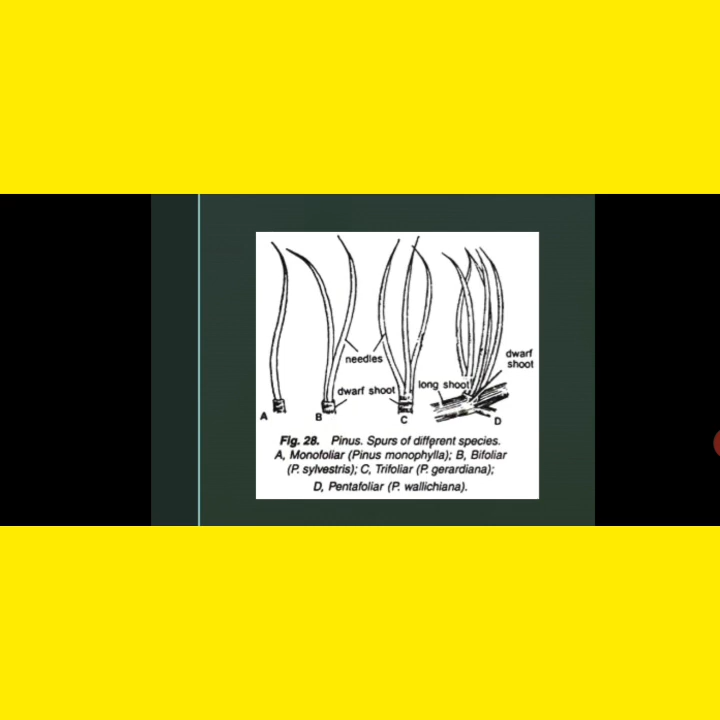 needles
dwarf
shoot
dwarf shoot
long shoot
A
B
C
D
Fig. 28. Pinus. Spurs of different species.
A, Monofoliar (Pinus monophylla); B, Bifoliar
(P. sylvestris); C, Trifoliar (P. gerardiana);
D, Pentafoliar (P. wallichiana).